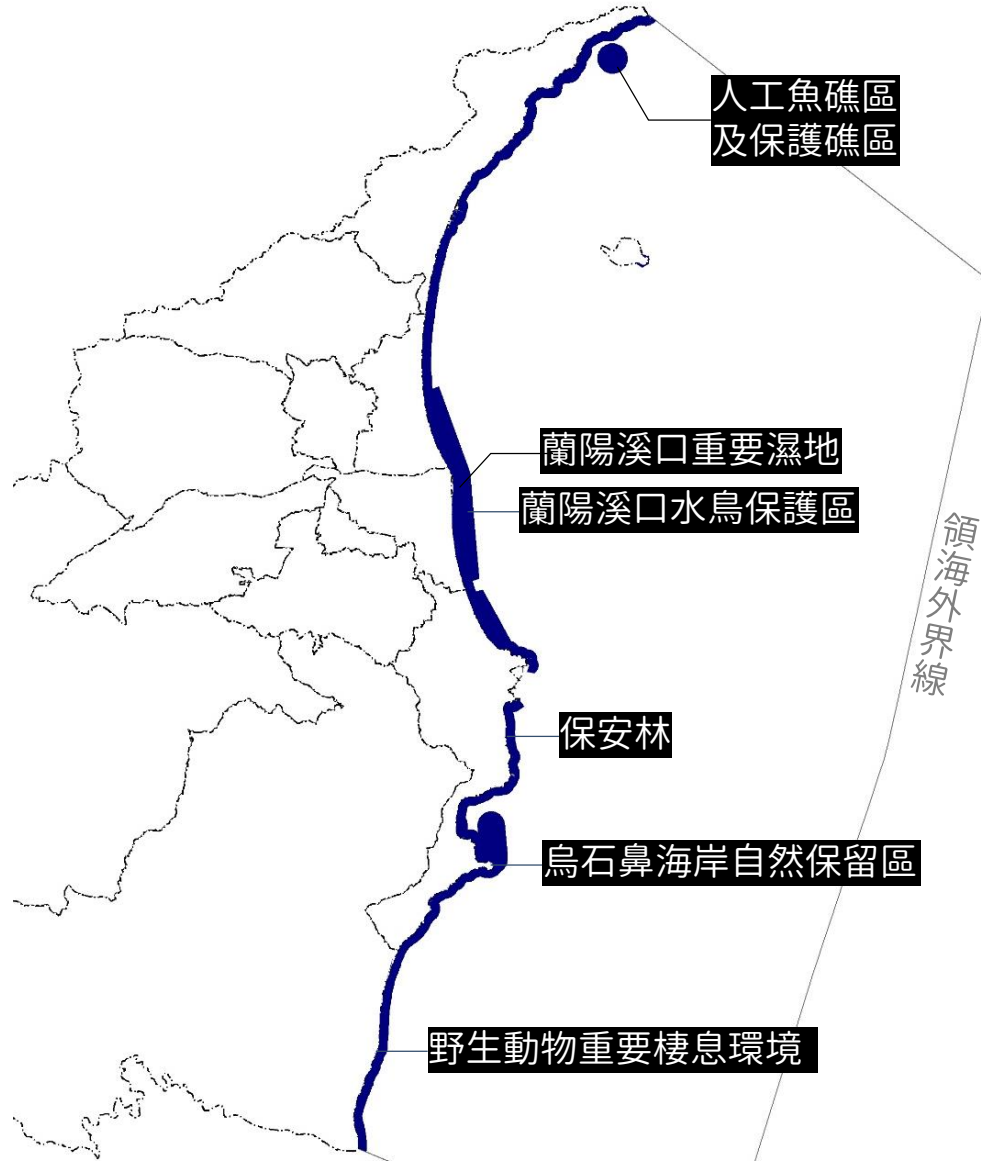 人工魚礁區
及保護礁區
蘭陽溪口重要濕地
蘭陽溪口水鳥保護區
領海外界線
保安林
烏石鼻海岸自然保留區
野生動物重要棲息環境